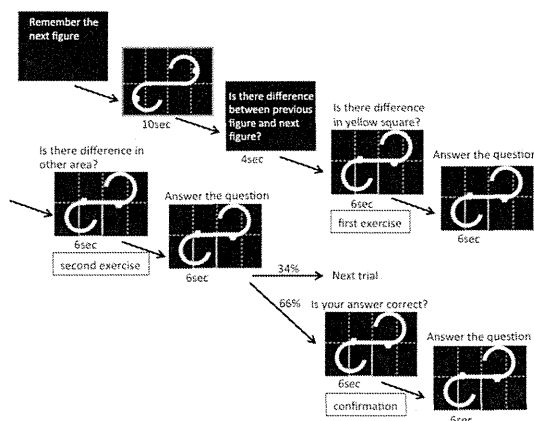 Remember the
next figure
10sec
Is there difference
between previous
figure and next
figure?
4sec
Is there difference
in yellow square?
6sec
first exercise
Answer the question
6sec
Is there difference in
other area?
6sec
second exercise
Answer the question
6sec
34%
Next trial
66%
Is your answer correct?
6sec
confirmation
Answer the question
6sec